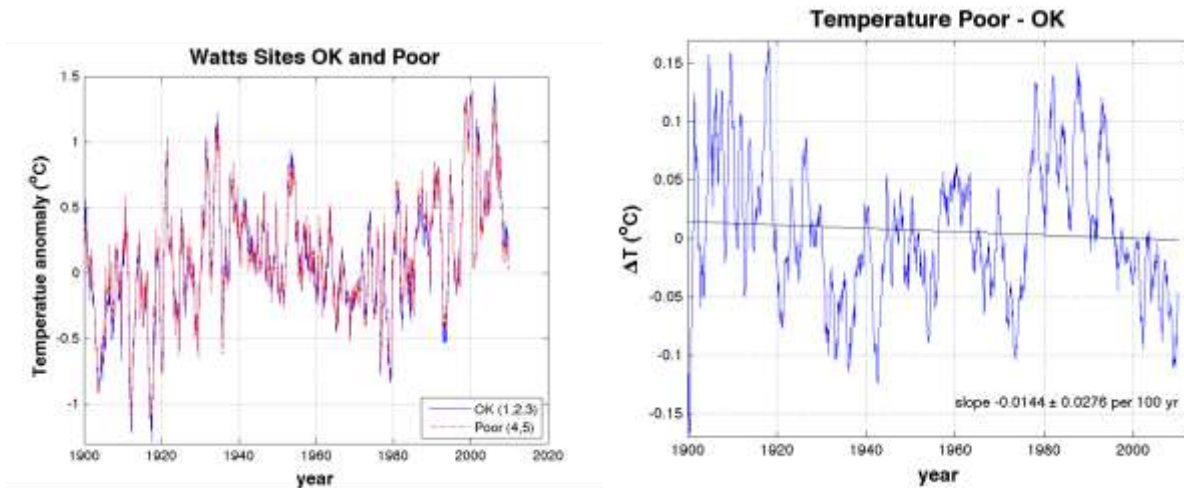 Watts Sites OK and Poor
Temperatue anomaly (°C)
1.5
1
0.5
0
-0.5
-1
1900
1920
1940
1960
1980
2000
2020
year
OK (1,2,3)
Poor (4,5)
Temperature Poor - OK
ΔT (°C)
0.15
0.1
0.05
0
-0.05
-0.1
-0.15
1900
1920
1940
1960
1980
2000
year
slope -0.0144 ± 0.0276 per 100 yr